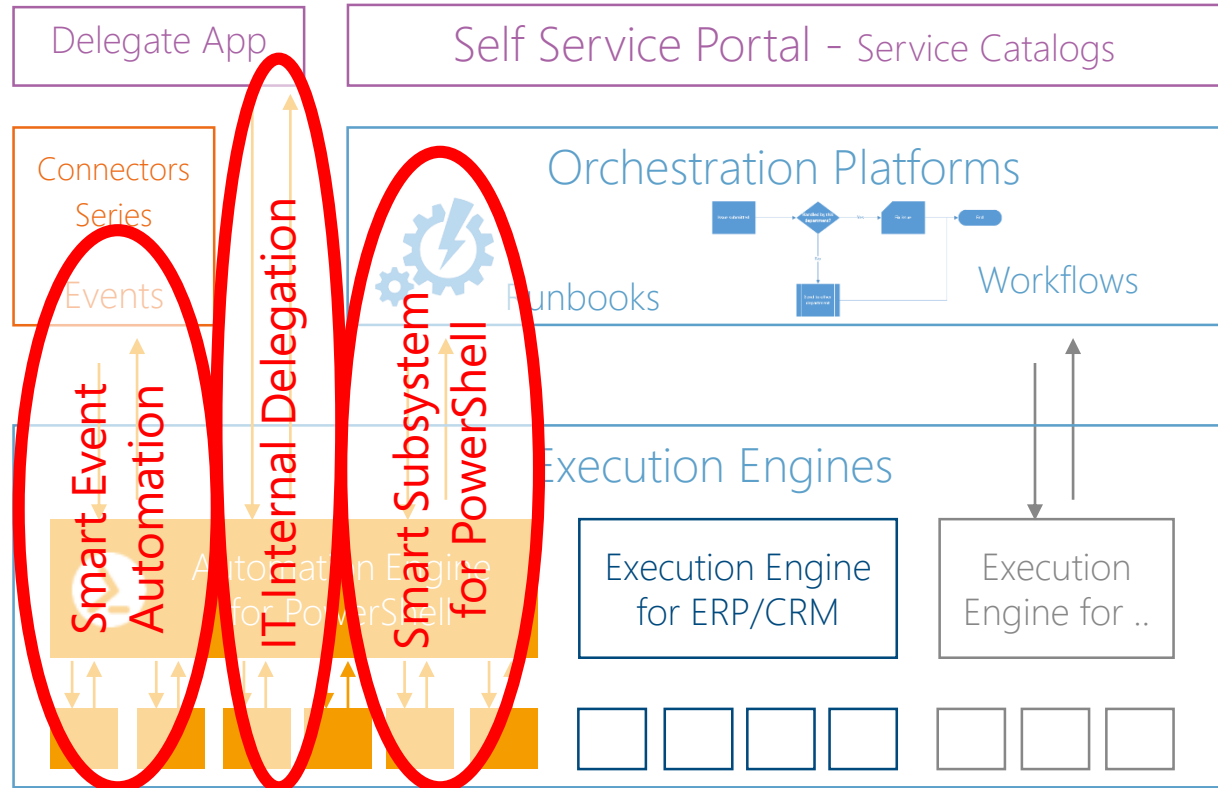 Delegate App
Self Service Portal - Service Catalogs
Connectors
Series
Events
Orchestration Platforms
Runbooks
Workflows
Yes
Smart Event
Automation
IT Internal Delegation
Smart Subsystem
for PowerShell
Execution Engines
Automation Engine
for PowerShell
Execution Engine
for ERP/CRM
Execution
Engine for ..